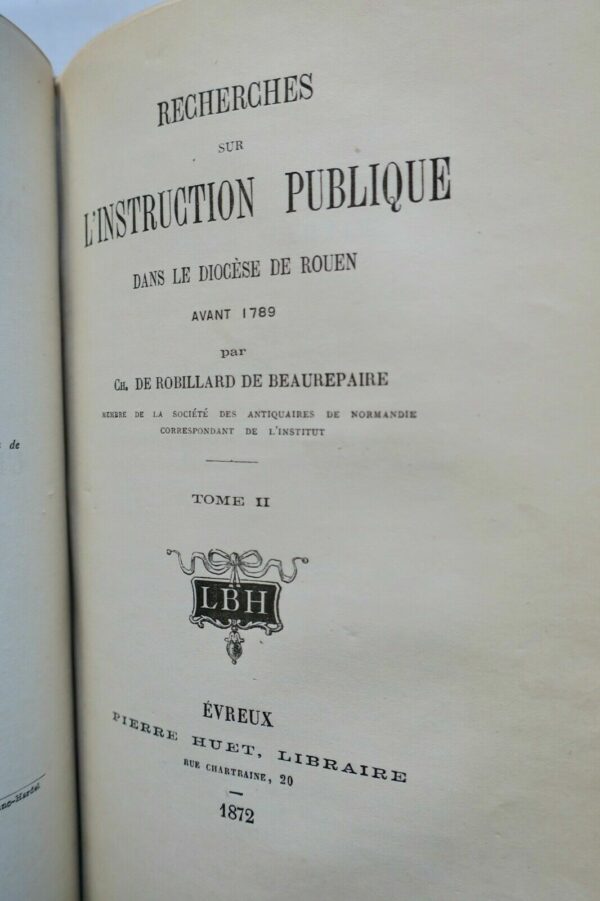 de
RECHERCHES
SUR
L'INSTRUCTION PUBLIQUE
DANS LE DIOCÈSE DE ROUEN
AVANT 1789
par
CH. DE ROBILLARD DE BEAUREPAIRE
MEMBRE DE LA SOCIÉTÉ DES ANTIQUAIRES DE NORMANDIE
CORRESPONDANT DE L'INSTITUT
TOME II
LBH
ÉVREUX
PIERRE HUET, LIBRAIRE
RUE CHARTRAINE, 20
1872